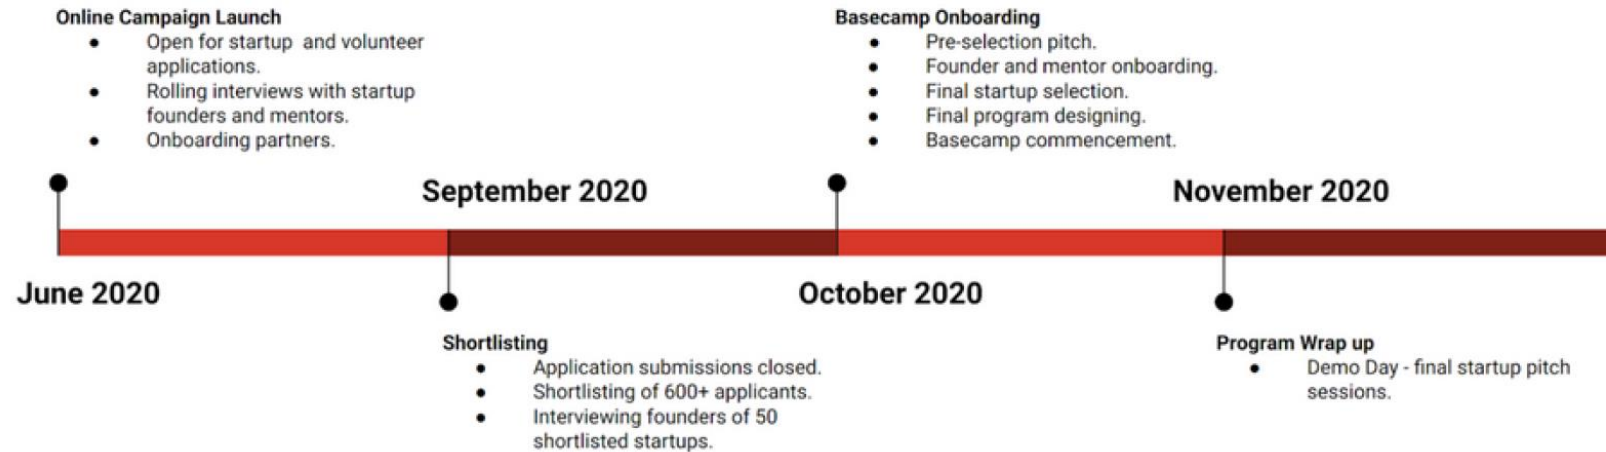 Online Campaign Launch
● Open for startup and volunteer
applications.
● Rolling interviews with startup
founders and mentors.
● Onboarding partners.
Basecamp Onboarding
● Pre-selection pitch.
● Founder and mentor onboarding.
● Final startup selection.
● Final program designing.
● Basecamp commencement.
September 2020
November 2020
June 2020
October 2020
Shortlisting
● Application submissions closed.
● Shortlisting of 600+ applicants.
● Interviewing founders of 50
shortlisted startups.
Program Wrap up
● Demo Day - final startup pitch
sessions.